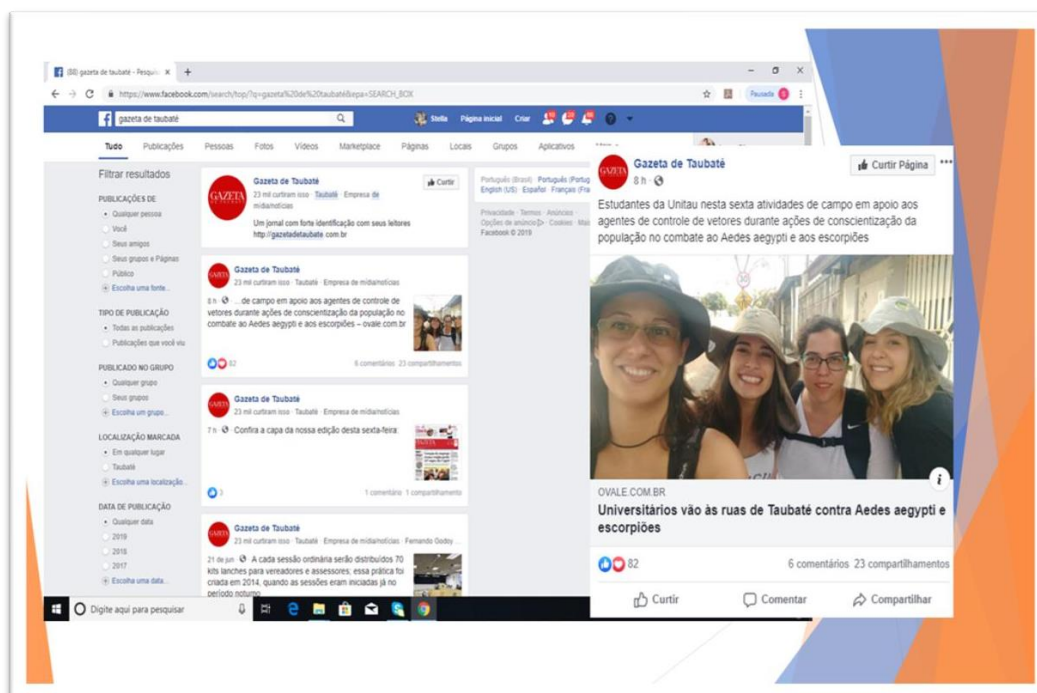 (88) gazeta de taubaté - Pesquis
https://www.facebook.com/search/top/?q=gazeta%20de%20taubaté&epa=SEARCH_BOX
Pausada
gazeta de taubaté
Stella Página inicial Criar
Tudo Publicações Pessoas Fotos Vídeos Marketplace Páginas Locais Grupos Aplicativos
Filtrar resultados
PUBLICAÇÕES DE
Qualquer pessoa
Você
Seus amigos
Seus grupos e Páginas
Público
Escolha uma fonte...
TIPO DE PUBLICAÇÃO
Todas as publicações
Publicações que você viu
PUBLICADO NO GRUPO
Qualquer grupo
Seus grupos
Escolha um grupo...
LOCALIZAÇÃO MARCADA
Em qualquer lugar
Taubaté
Escolha uma localização...
DATA DE PUBLICAÇÃO
Qualquer data
2019
2018
2017
Escolha uma data...
GAZETA
Gazeta de Taubaté
23 mil curtiram isso · Taubaté · Empresa de
mídia/notícias
Curtir
Um jornal com forte identificação com seus leitores
http://gazetadetaubate.com.br
GAZETA
Gazeta de Taubaté
23 mil curtiram isso · Taubaté · Empresa de mídia/notícias
8 h · ... de campo em apoio aos agentes de controle de
vetores durante ações de conscientização da população no
combate ao Aedes aegypti e aos escorpiões – ovale.com.br
82 6 comentários 23 compartilhamentos
GAZETA
Gazeta de Taubaté
23 mil curtiram isso · Taubaté · Empresa de mídia/notícias
7 h · Confira a capa da nossa edição desta sexta-feira:
3 1 comentário 1 compartilhamento
GAZETA
Gazeta de Taubaté
23 mil curtiram isso · Taubaté · Empresa de mídia/notícias · Fernando Godoy ...
21 de jun · A cada sessão ordinária serão distribuídos 70
kits lanches para vereadores e assessores; essa prática foi
criada em 2014, quando as sessões eram iniciadas já no
período noturno
Português (Brasil) · Português (Portug
English (US) · Español · Français (Fra
Privacidade · Termos · Anúncios ·
Opções de anúncio · Cookies · Mais
Facebook © 2019
GAZETA
Gazeta de Taubaté
8 h ·
Curtir Página
Estudantes da Unitau nesta sexta atividades de campo em apoio aos
agentes de controle de vetores durante ações de conscientização da
população no combate ao Aedes aegypti e aos escorpiões
OVALE.COM.BR
Universitários vão às ruas de Taubaté contra Aedes aegypti e
escorpiões
82 6 comentários 23 compartilhamentos
Curtir Comentar Compartilhar
Digite aqui para pesquisar